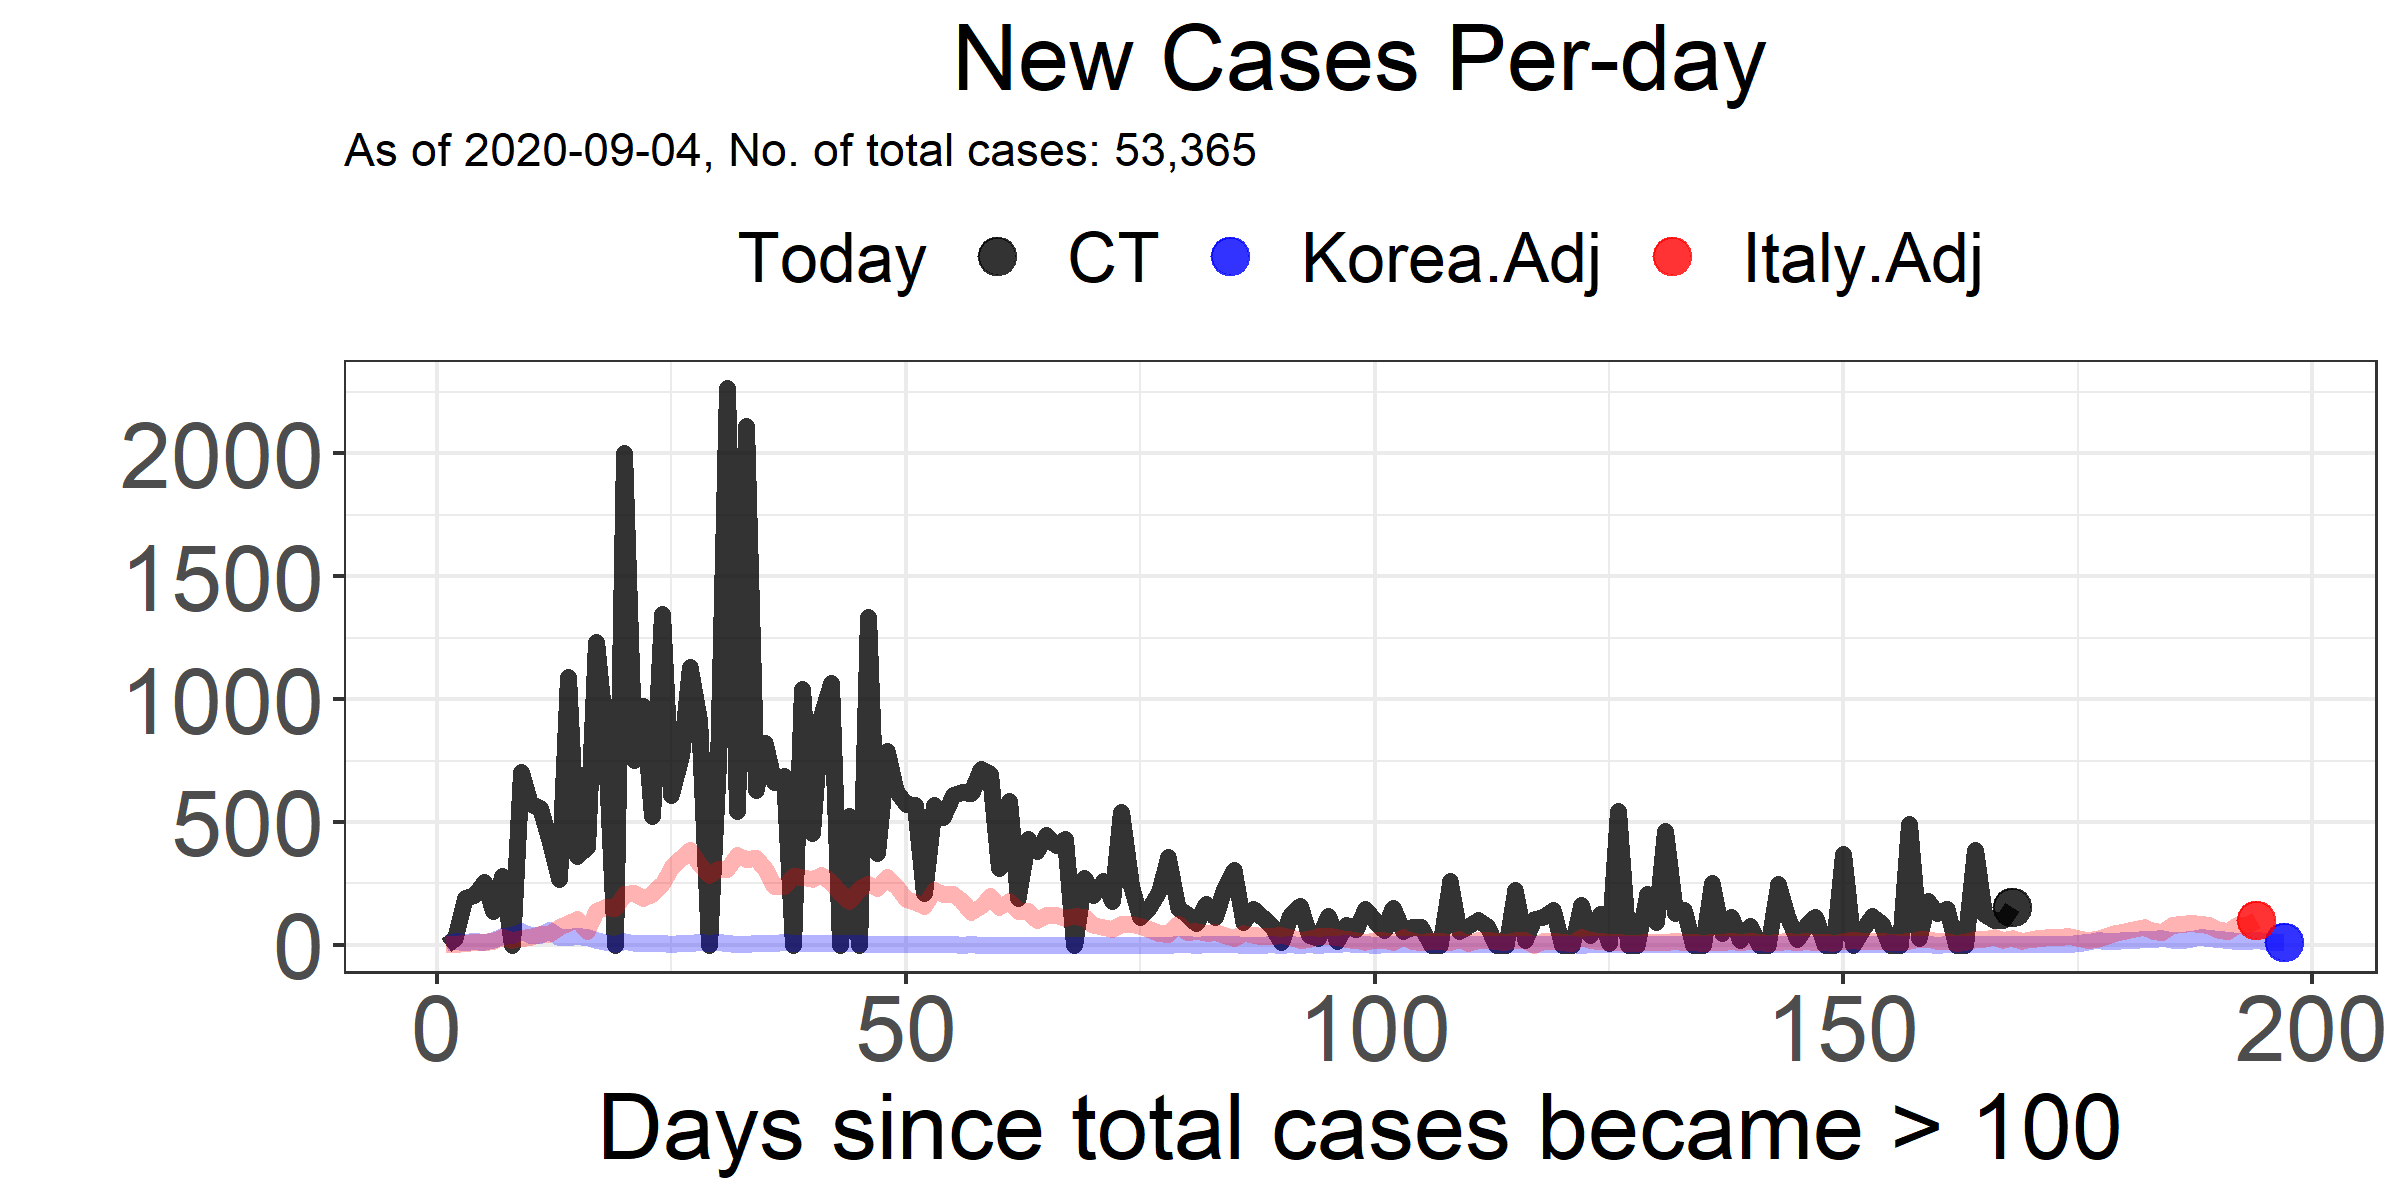 New Cases Per-day
As of 2020-09-04, No. of total cases: 53,365
Today CT Korea.Adj Italy.Adj
2000
1500
1000
500
0
0 50 100 150 200
Days since total cases became > 100